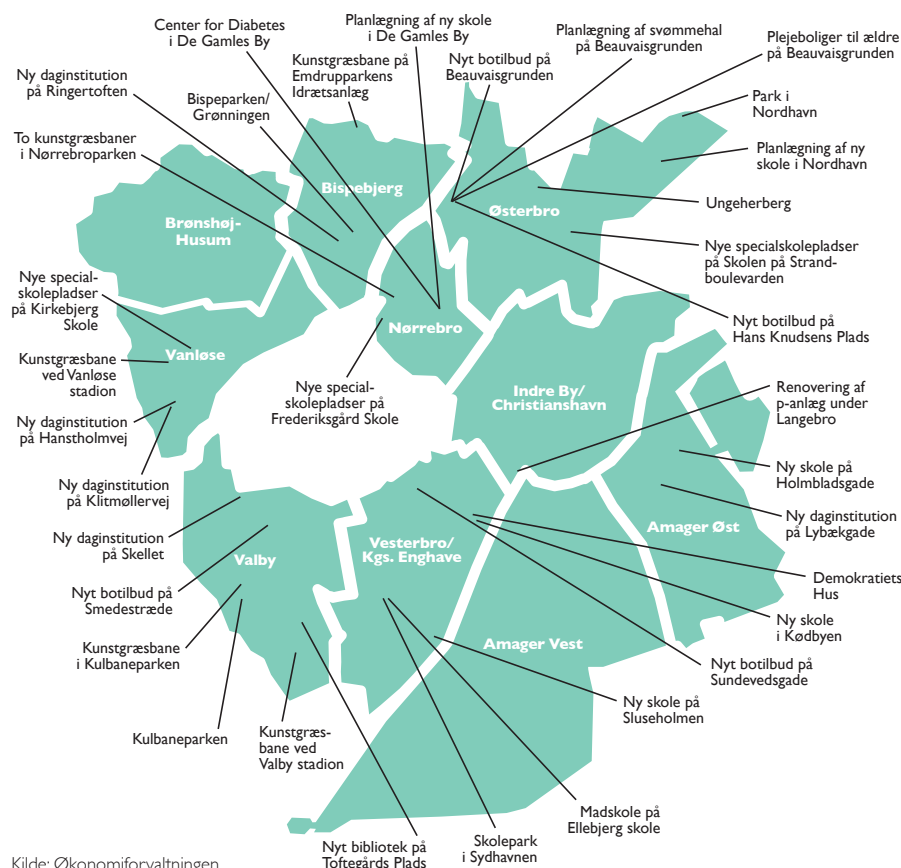 Center for Diabetes
i De Gamles By
Planlægning af ny skole
i De Gamles By
Planlægning af svømmehal
på Beauvaisgrunden
Plejeboliger til ældre
på Beauvaisgrunden
Kunstgræsbane på
Emdrupparkens
Idrætsanlæg
Nyt botilbud på
Beauvaisgrunden
Ny daginstitution
på Ringertoften
Bispeparken/
Grønningen
Park i
Nordhavn
To kunstgræsbaner
i Nørrebroparken
Planlægning af ny
skole i Nordhavn
Bispebjerg
Ungeherberg
Brønshøj-
Husum
Østerbro
Nye specialskolepladser
på Skolen på Strand-
boulevarden
Nye special-
skolepladser
på Kirkebjerg
Skole
Nørrebro
Nyt botilbud på
Hans Knudsens Plads
Vanløse
Kunstgræsbane
ved Vanløse
stadion
Nye special-
skolepladser på
Frederiksgård Skole
Indre By/
Christianshavn
Renovering af
p-anlæg under
Langebro
Ny daginstitution
på Hanstholmvej
Ny skole på
Holmbladsgade
Ny daginstitution
på Klitmøllervej
Ny daginstitution
på Lybækgade
Amager Øst
Ny daginstitution
på Skellet
Valby
Vesterbro/
Kgs. Enghave
Demokratiets
Hus
Nyt botilbud på
Smedestræde
Ny skole
i Kødbyen
Amager Vest
Kunstgræsbane
i Kulbaneparken
Nyt botilbud på
Sundevedsgade
Ny skole på
Sluseholmen
Kulbaneparken
Kunstgræs-
bane ved
Valby stadion
Madskole på
Ellebjerg skole
Nyt bibliotek på
Toftegårds Plads
Skolepark
i Sydhavnen
Kilde: Økonomiforvaltningen